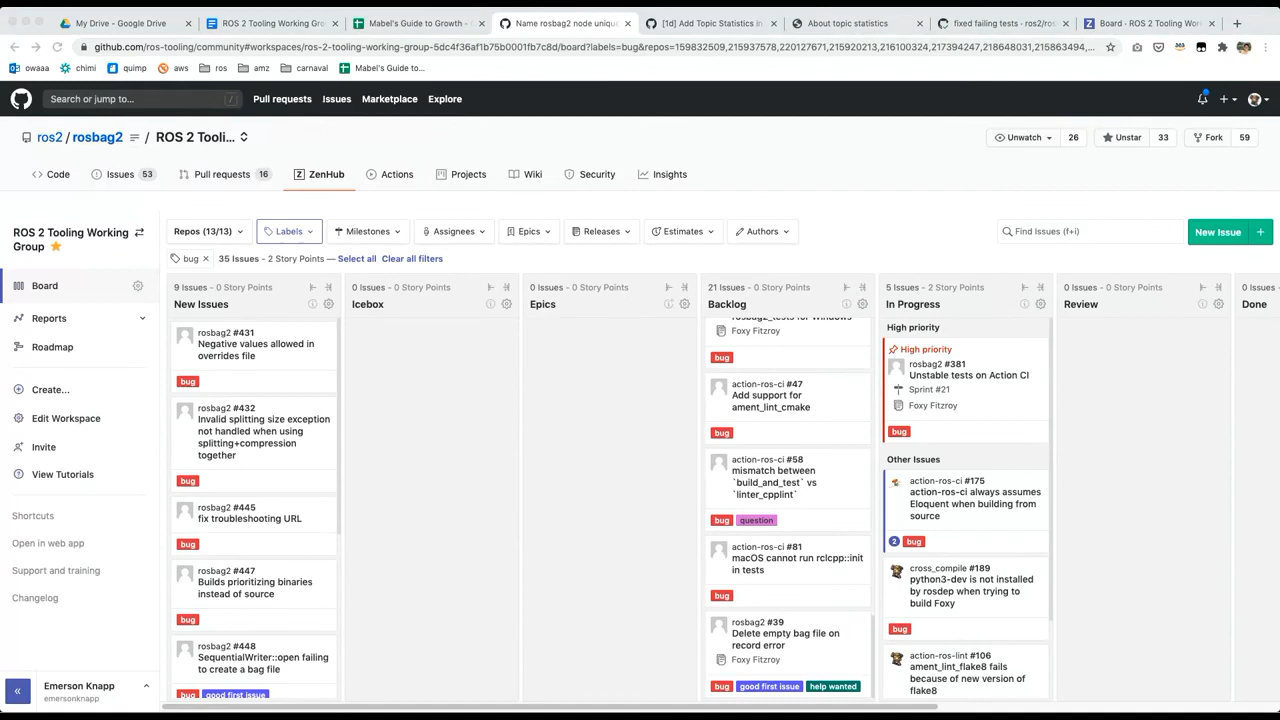 My Drive - Google Drive
ROS 2 Tooling Working Gro
Mabel's Guide to Growth -
Name rosbag2 node uniqu
[1d] Add Topic Statistics in
About topic statistics
fixed failing tests · ros2/ros
Board · ROS 2 Tooling Wor
github.com/ros-tooling/community#workspaces/ros-2-tooling-working-group-5dc4f36af1b75b0001fb7c8d/board?labels=bug&repos=159832509,215937578,220127671,215920213,216100324,217394247,218648031,215863494,...
owaaa
chimi
quimp
aws
ros
amz
carnaval
Mabel's Guide to...
Search or jump to...
/
Pull requests
Issues
Marketplace
Explore
ros2 / rosbag2 / ROS 2 Tooli...
Unwatch
26
Unstar
33
Fork
59
Code
Issues 53
Pull requests 16
ZenHub
Actions
Projects
Wiki
Security
Insights
ROS 2 Tooling Working
Group
Board
Reports
Roadmap
Create...
Edit Workspace
Invite
View Tutorials
Shortcuts
Open in web app
Support and training
Changelog
Emerson Knapp
emersonknapp
Repos (13/13)
Labels
Milestones
Assignees
Epics
Releases
Estimates
Authors
Find Issues (f+i)
New Issue
bug × 35 Issues - 2 Story Points — Select all Clear all filters
9 Issues - 0 Story Points
New Issues
rosbag2 #431
Negative values allowed in
overrides file
bug
rosbag2 #432
Invalid splitting size exception
not handled when using
splitting+compression
together
bug
rosbag2 #445
fix troubleshooting URL
bug
rosbag2 #447
Builds prioritizing binaries
instead of source
bug
rosbag2 #448
SequentialWriter::open failing
to create a bag file
bug good first issue
0 Issues - 0 Story Points
Icebox
0 Issues - 0 Story Points
Epics
21 Issues - 0 Story Points
Backlog
rosbag2_tests for Windows
Foxy Fitzroy
bug
action-ros-ci #47
Add support for
ament_lint_cmake
bug
action-ros-ci #58
mismatch between
`build_and_test` vs
`linter_cpplint`
bug question
action-ros-ci #81
macOS cannot run rclcpp::init
in tests
bug
rosbag2 #39
Delete empty bag file on
record error
Foxy Fitzroy
bug good first issue help wanted
5 Issues - 2 Story Points
In Progress
High priority
High priority
rosbag2 #381
Unstable tests on Action CI
Sprint #21
Foxy Fitzroy
bug
Other Issues
action-ros-ci #175
action-ros-ci always assumes
Eloquent when building from
source
2 bug
cross_compile #189
python3-dev is not installed
by rosdep when trying to
build Foxy
bug
action-ros-lint #106
ament_lint_flake8 fails
because of new version of
flake8
0 Issues - 0 Story Points
Review
0 Issues -
Done